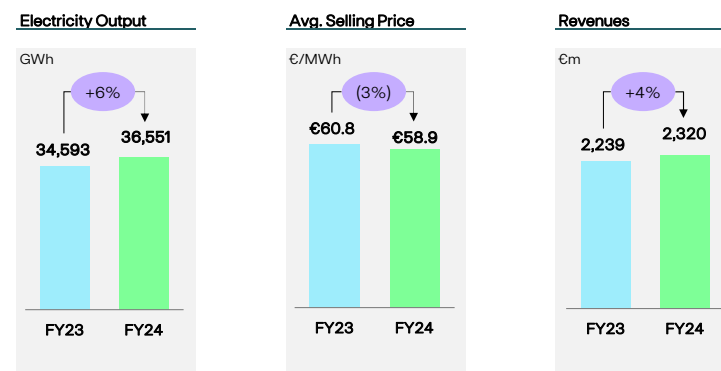 Electricity Output
GWh
+6%
34,593
36,551
FY23
FY24
Avg. Selling Price
€/MWh
(3%)
€60.8
€58.9
FY23
FY24
Revenues
€m
+4%
2,239
2,320
FY23
FY24